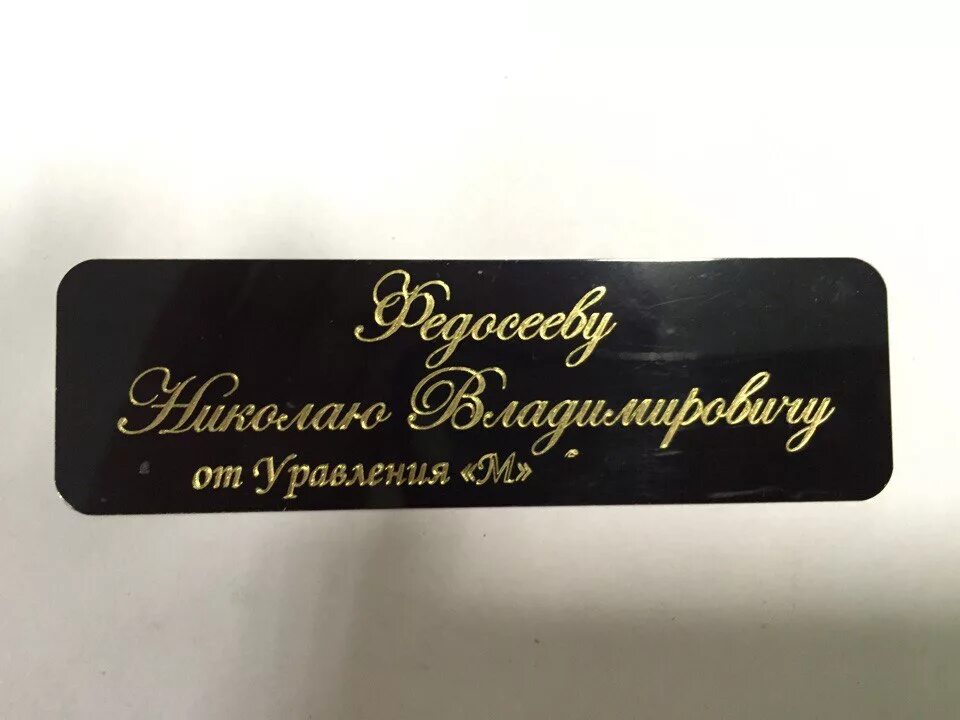 Федосееву
Николаю Владимировичу
от Уравления «М»